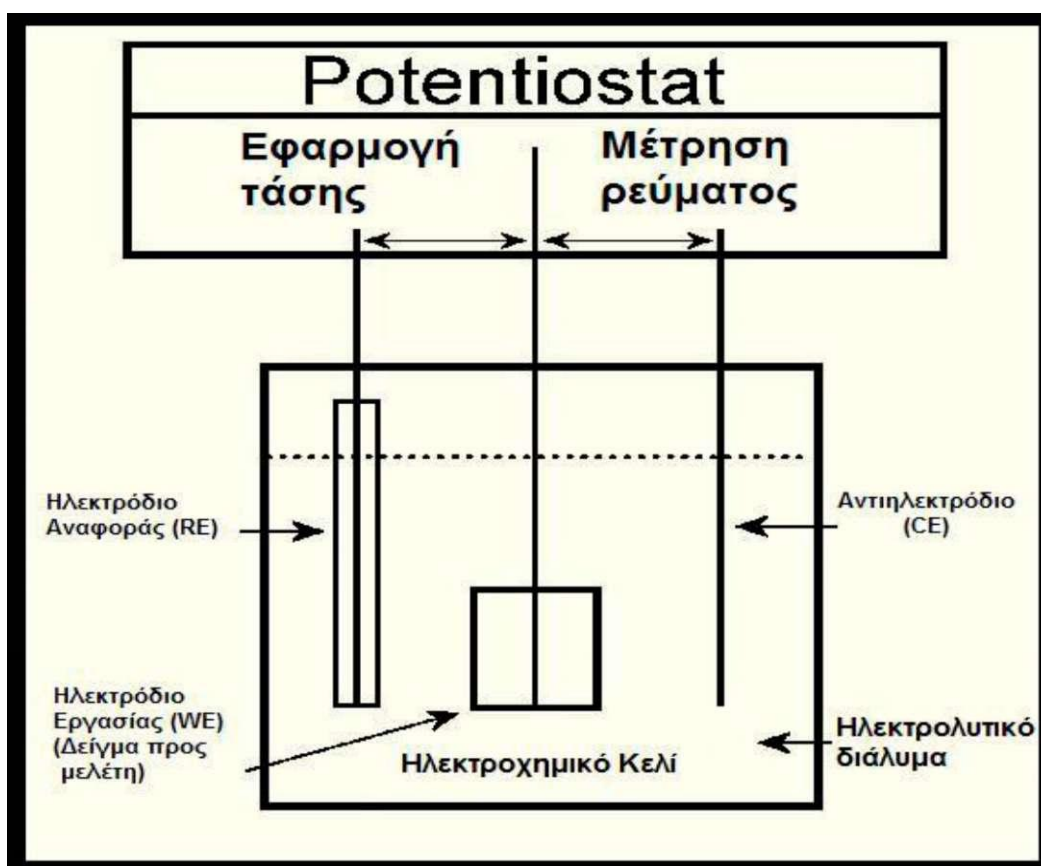 Potentiostat
Εφαρμογή
τάσης
Μέτρηση
ρεύματος
Ηλεκτρόδιο
Αναφοράς (RE)
Αντιηλεκτρόδιο
(CE)
Ηλεκτρόδιο
Εργασίας (WE)
(Δείγμα προς
μελέτη)
Ηλεκτροχημικό Κελί
Ηλεκτρολυτικό
διάλυμα